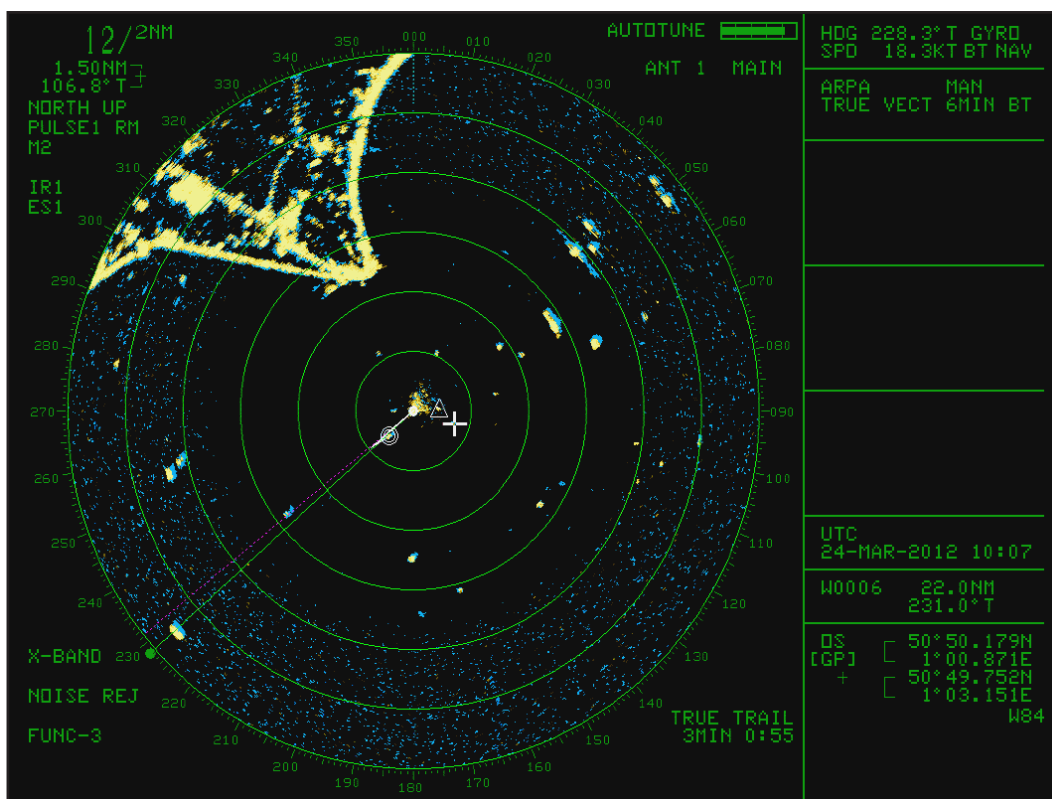 12/2NM
1.50NM
106.8°T
NORTH UP
PULSE1 RM
M2
IR1
ES1
AUTOTUNE
ANT 1 MAIN
HDG 228.3°T GYRO
SPD 18.3KT BT NAV
ARPA MAN
TRUE VECT 6MIN BT
UTC
24-MAR-2012 10:07
W0006 22.0NM
231.0°T
OS 50°50.179N
[GP] 1°00.871E
+ 50°49.752N
1°03.151E
W84
000
010
020
030
040
050
060
070
080
090
100
110
120
130
140
150
160
170
180
190
200
210
220
230
240
250
260
270
280
290
300
310
320
330
340
350
X-BAND
NOISE REJ
FUNC-3
TRUE TRAIL
3MIN 0:55